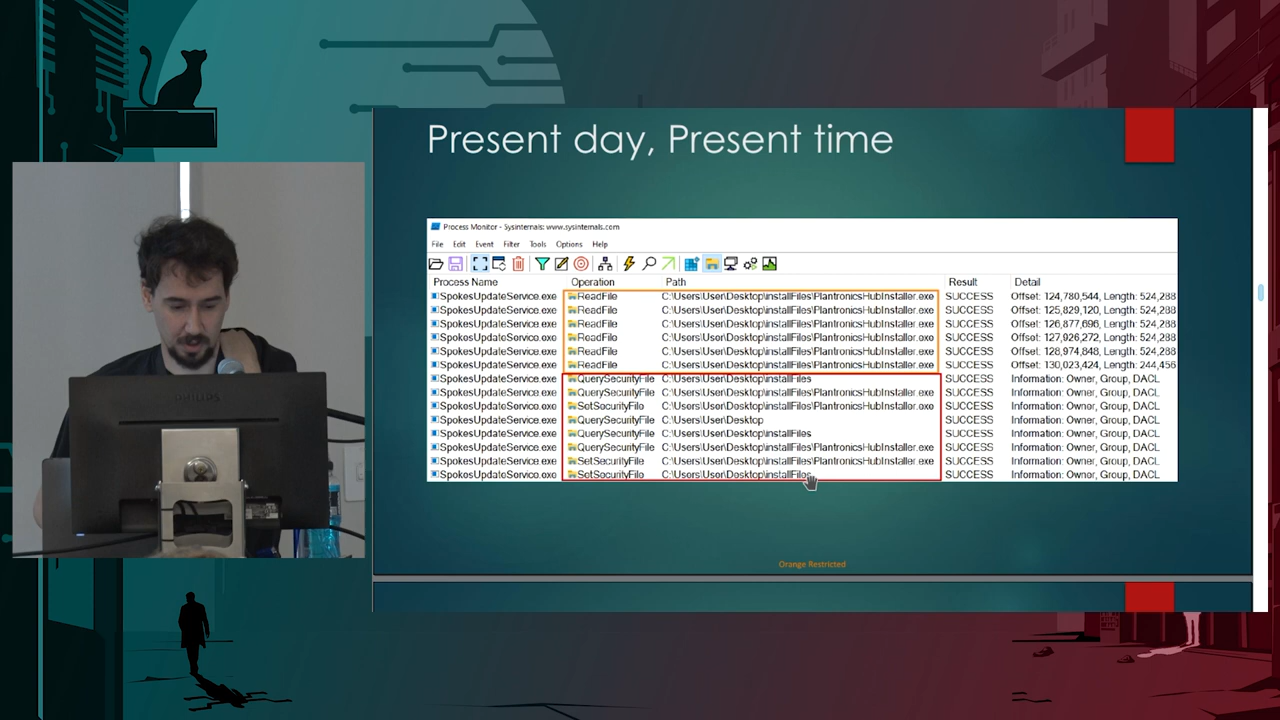 Present day, Present time
Process Monitor - Sysinternals: www.sysinternals.com
File Edit Event Filter Tools Options Help
Process Name Operation Path Result Detail
SpokesUpdateService.exe ReadFile C:\Users\User\Desktop\installFiles\PlantronicsHubInstaller.exe SUCCESS Offset: 124,780,544, Length: 524,288
SpokesUpdateService.exe ReadFile C:\Users\User\Desktop\installFiles\PlantronicsHubInstaller.exe SUCCESS Offset: 125,829,120, Length: 524,288
SpokesUpdateService.exe ReadFile C:\Users\User\Desktop\installFiles\PlantronicsHubInstaller.exe SUCCESS Offset: 126,877,696, Length: 524,288
SpokesUpdateService.exe ReadFile C:\Users\User\Desktop\installFiles\PlantronicsHubInstaller.exe SUCCESS Offset: 127,926,272, Length: 524,288
SpokesUpdateService.exe ReadFile C:\Users\User\Desktop\installFiles\PlantronicsHubInstaller.exe SUCCESS Offset: 128,974,848, Length: 524,288
SpokesUpdateService.exe ReadFile C:\Users\User\Desktop\installFiles\PlantronicsHubInstaller.exe SUCCESS Offset: 130,023,424, Length: 244,456
SpokesUpdateService.exe QuerySecurityFile C:\Users\User\Desktop\installFiles SUCCESS Information: Owner, Group, DACL
SpokesUpdateService.exe QuerySecurityFile C:\Users\User\Desktop\installFiles\PlantronicsHubInstaller.exe SUCCESS Information: Owner, Group, DACL
SpokesUpdateService.exe SetSecurityFile C:\Users\User\Desktop\installFiles\PlantronicsHubInstaller.exe SUCCESS Information: Owner, Group, DACL
SpokesUpdateService.exe QuerySecurityFile C:\Users\User\Desktop SUCCESS Information: Owner, Group, DACL
SpokesUpdateService.exe QuerySecurityFile C:\Users\User\Desktop\installFiles SUCCESS Information: Owner, Group, DACL
SpokesUpdateService.exe QuerySecurityFile C:\Users\User\Desktop\installFiles\PlantronicsHubInstaller.exe SUCCESS Information: Owner, Group, DACL
SpokesUpdateService.exe SetSecurityFile C:\Users\User\Desktop\installFiles\PlantronicsHubInstaller.exe SUCCESS Information: Owner, Group, DACL
SpokesUpdateService.exe SetSecurityFile C:\Users\User\Desktop\installFiles SUCCESS Information: Owner, Group, DACL
PHILIPS
Orange Restricted